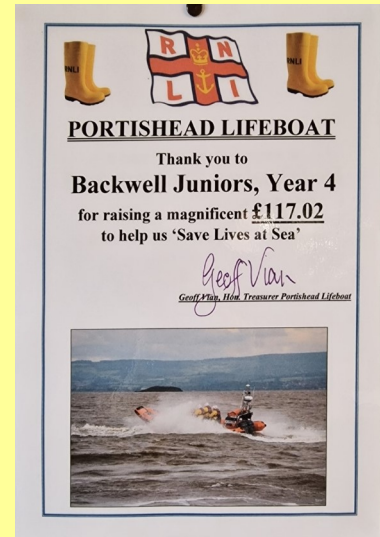 RNLI
R N
L I
PORTISHEAD LIFEBOAT
Thank you to
Backwell Juniors, Year 4
for raising a magnificent £117.02
to help us ‘Save Lives at Sea’
Geoff Vian
Geoff Vian, Hon. Treasurer Portishead Lifeboat